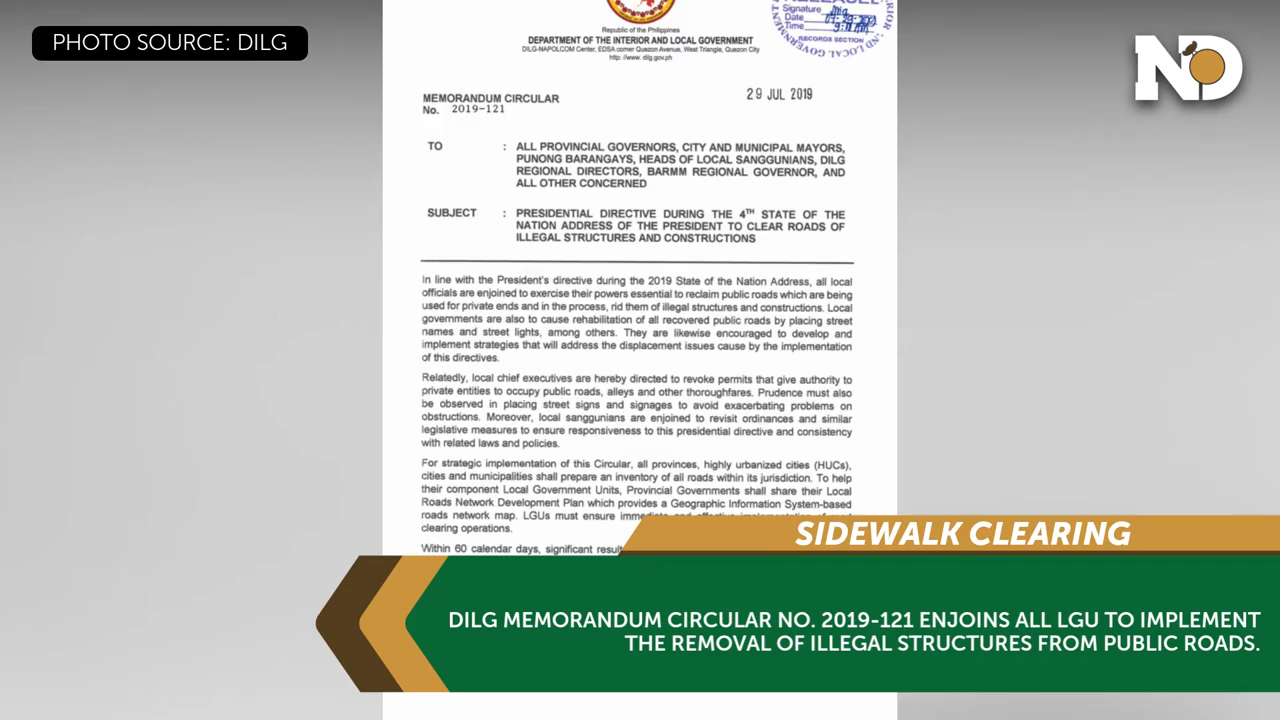 PHOTO SOURCE: DILG
RELEASED
Signature
Date
Time
RECORDS SECTION
Republic of the Philippines
DEPARTMENT OF THE INTERIOR AND LOCAL GOVERNMENT
DILG-NAPOLCOM Center, EDSA corner Quezon Avenue, West Triangle, Quezon City
http://www.dilg.gov.ph
ND
MEMORANDUM CIRCULAR
No. 2019-121
29 JUL 2019
TO : ALL PROVINCIAL GOVERNORS, CITY AND MUNICIPAL MAYORS,
PUNONG BARANGAYS, HEADS OF LOCAL SANGGUNIANS, DILG
REGIONAL DIRECTORS, BARMM REGIONAL GOVERNOR, AND
ALL OTHER CONCERNED
SUBJECT : PRESIDENTIAL DIRECTIVE DURING THE 4TH STATE OF THE
NATION ADDRESS OF THE PRESIDENT TO CLEAR ROADS OF
ILLEGAL STRUCTURES AND CONSTRUCTIONS
In line with the President's directive during the 2019 State of the Nation Address, all local
officials are enjoined to exercise their powers essential to reclaim public roads which are being
used for private ends and in the process, rid them of illegal structures and constructions. Local
governments are also to cause rehabilitation of all recovered public roads by placing street
names and street lights, among others. They are likewise encouraged to develop and
implement strategies that will address the displacement issues cause by the implementation
of this directives.
Relatedly, local chief executives are hereby directed to revoke permits that give authority to
private entities to occupy public roads, alleys and other thoroughfares. Prudence must also
be observed in placing street signs and signages to avoid exacerbating problems on
obstructions. Moreover, local sanggunians are enjoined to revisit ordinances and similar
legislative measures to ensure responsiveness to this presidential directive and consistency
with related laws and policies.
For strategic implementation of this Circular, all provinces, highly urbanized cities (HUCs),
cities and municipalities shall prepare an inventory of all roads within its jurisdiction. To help
their component Local Government Units, Provincial Governments shall share their Local
Roads Network Development Plan which provides a Geographic Information System-based
roads network map. LGUs must ensure immediate and effective implementation of road
clearing operations.
Within 60 calendar days, significant
SIDEWALK CLEARING
DILG MEMORANDUM CIRCULAR NO. 2019-121 ENJOINS ALL LGU TO IMPLEMENT
THE REMOVAL OF ILLEGAL STRUCTURES FROM PUBLIC ROADS.